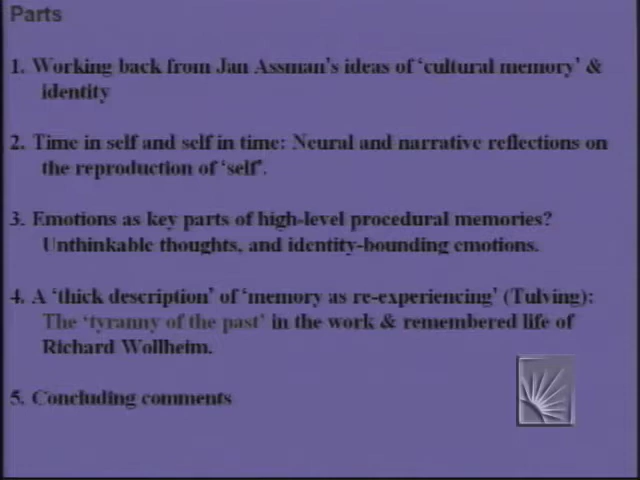 Parts
1. Working back from Jan Assman's ideas of 'cultural memory' &
identity
2. Time in self and self in time: Neural and narrative reflections on
the reproduction of 'self'.
3. Emotions as key parts of high-level procedural memories?
Unthinkable thoughts, and identity-bounding emotions.
4. A 'thick description' of 'memory as re-experiencing' (Tulving):
The 'tyranny of the past' in the work & remembered life of
Richard Wollheim.
5. Concluding comments